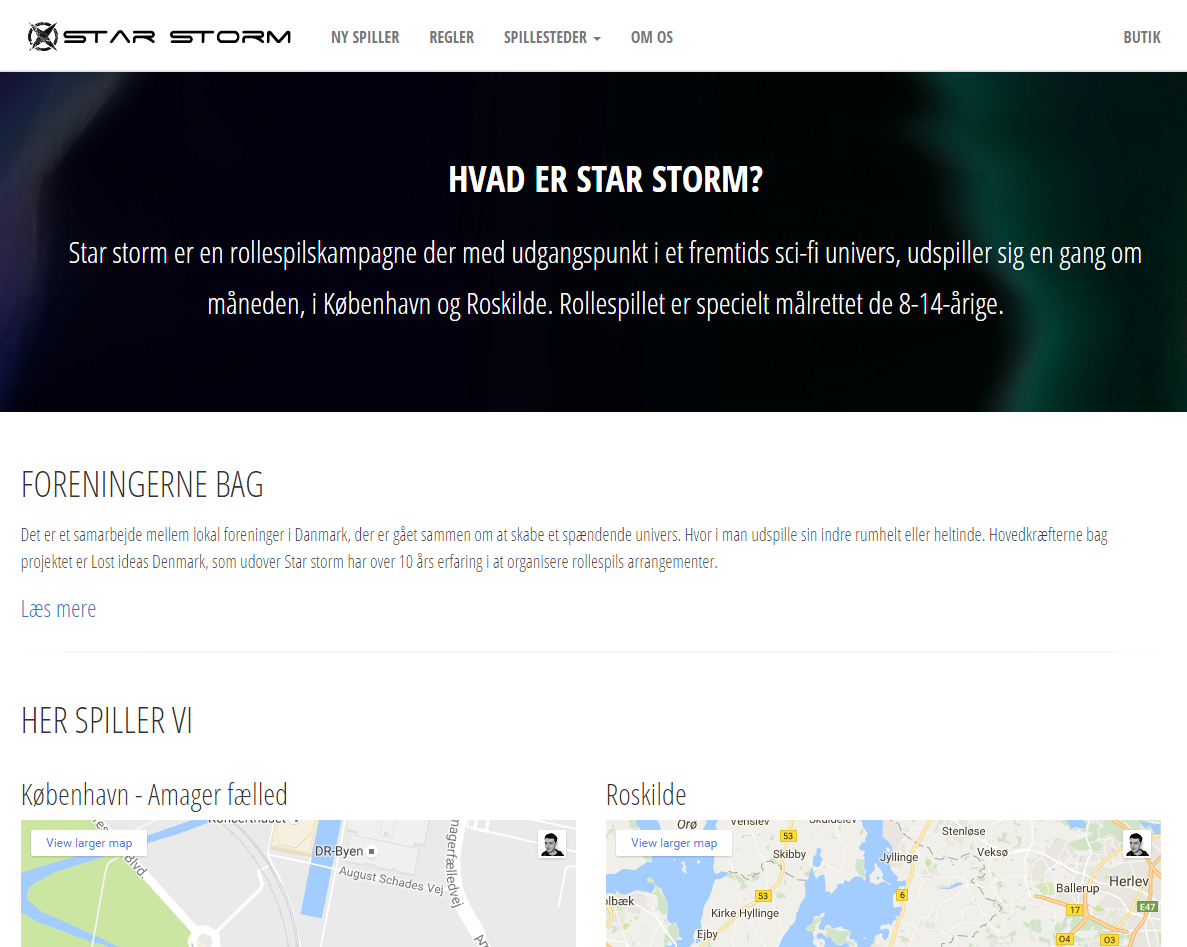 STAR STORM
NY SPILLER
REGLER
SPILLESTEDER
OM OS
BUTIK
HVAD ER STAR STORM?
Star storm er en rollespilskampagne der med udgangspunkt i et fremtids sci-fi univers, udspiller sig en gang om
måneden, i København og Roskilde. Rollespillet er specielt målrettet de 8-14-årige.
FORENINGERNE BAG
Det er et samarbejde mellem lokal foreninger i Danmark, der er gået sammen om at skabe et spændende univers. Hvor i man udspille sin indre rumhelt eller heltinde. Hovedkræfterne bag
projektet er Lost ideas Denmark, som udover Star storm har over 10 års erfaring i at organisere rollespils arrangementer.
Læs mere
HER SPILLER VI
København - Amager fælled
View larger map
DR-Byen
August Schades Vej
Blvd.
magerfælledvej
Roskilde
View larger map
Orø
Venslev
Skuldelev
53
Skibby
Stenløse
Jyllinge
Veksø
Ballerup
Herlev
53
6
olbæk
Kirke Hyllinge
17
E47
Ejby
O4
O3